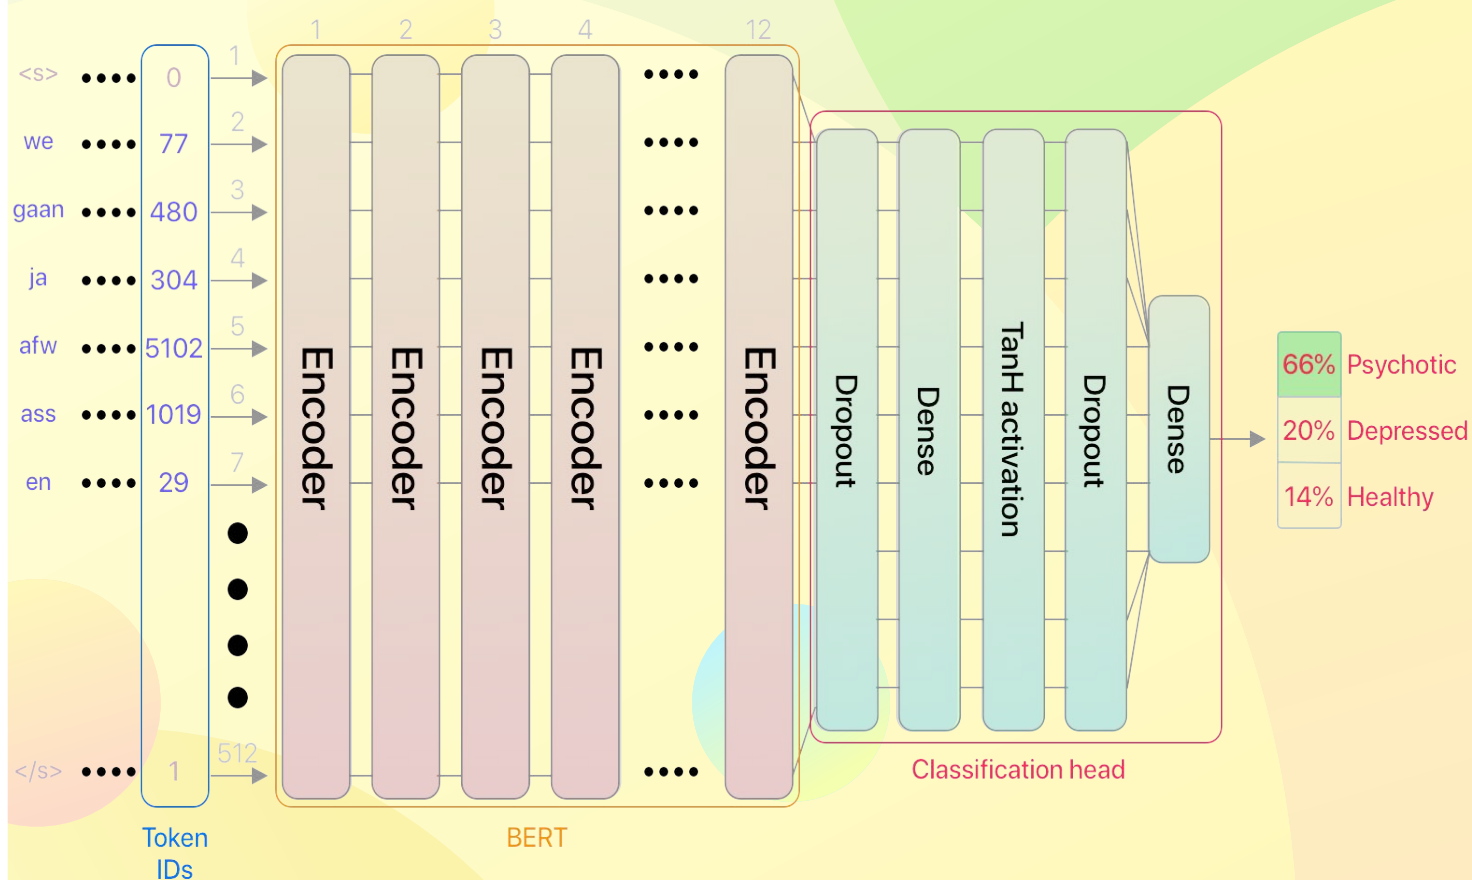 1 2 3 4 12
<s> 0 1
we 77 2
gaan 480 3
ja 304 4
afw 5102 5
ass 1019 6
en 29 7
</s> 1 512
Encoder
Encoder
Encoder
Encoder
Encoder
Dropout
Dense
TanH activation
Dropout
Dense
66% Psychotic
20% Depressed
14% Healthy
Classification head
Token
IDs
BERT